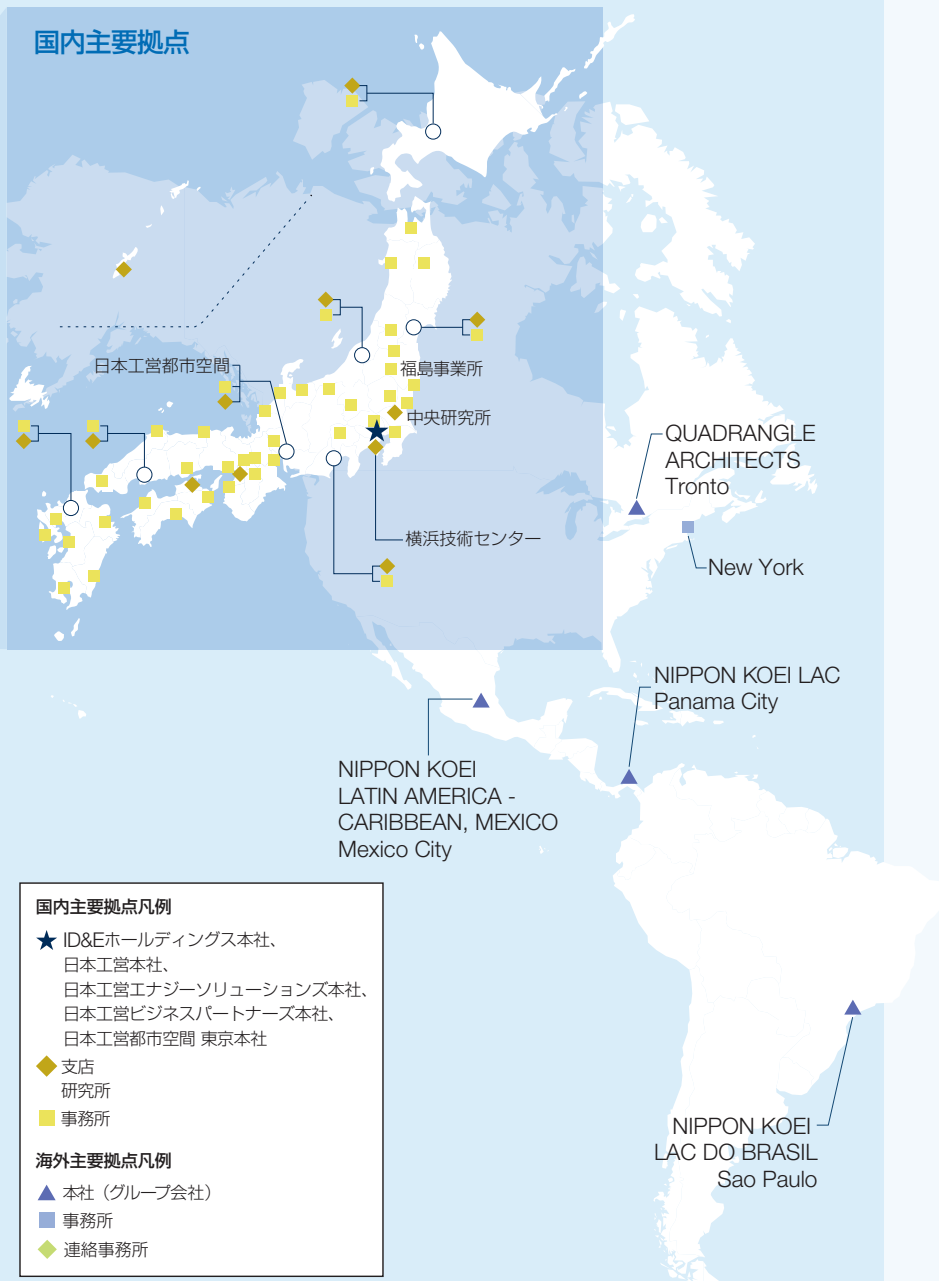 国内主要拠点
日本工営都市空間
福島事業所
中央研究所
横浜技術センター
QUADRANGLE
ARCHITECTS
Tronto
New York
NIPPON KOEI LAC
Panama City
NIPPON KOEI
LATIN AMERICA -
CARIBBEAN, MEXICO
Mexico City
NIPPON KOEI
LAC DO BRASIL
Sao Paulo
国内主要拠点凡例
ID&Eホールディングス本社、
日本工営本社、
日本工営エナジーソリューションズ本社、
日本工営ビジネスパートナーズ本社、
日本工営都市空間 東京本社
支店
研究所
事務所
海外主要拠点凡例
本社（グループ会社）
事務所
連絡事務所